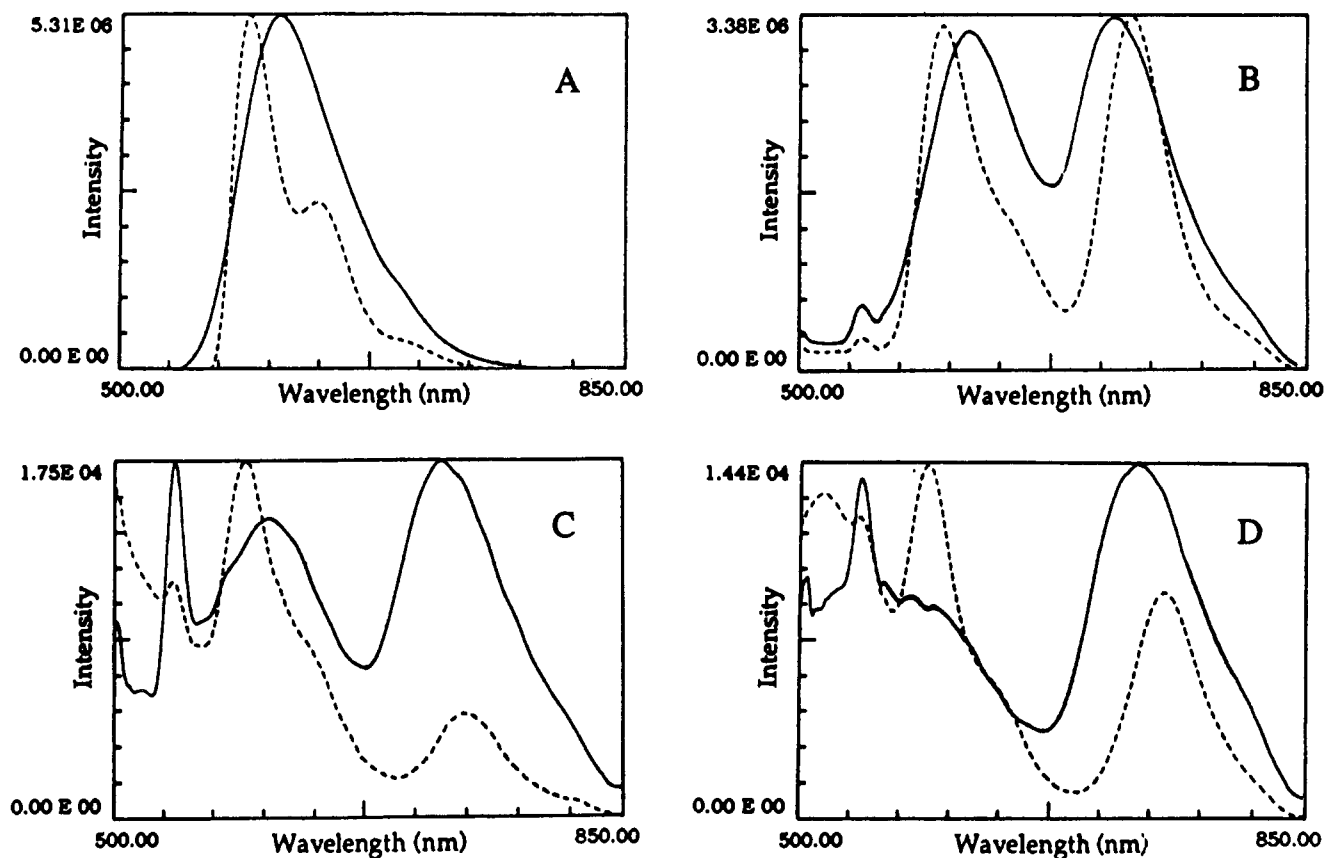 5.31E 06
A
Intensity
0.00 E 00
500.00
Wavelength (nm)
850.00
3.38 E 06
B
Intensity
0.00 E 00
500.00
Wavelength (nm)
850.00
1.75E 04
C
Intensity
0.00 E 00
500.00
Wavelength (nm)
850.00
1.44 E 04
D
Intensity
0.00 E 00
500.00
Wavelength (nm)
850.00